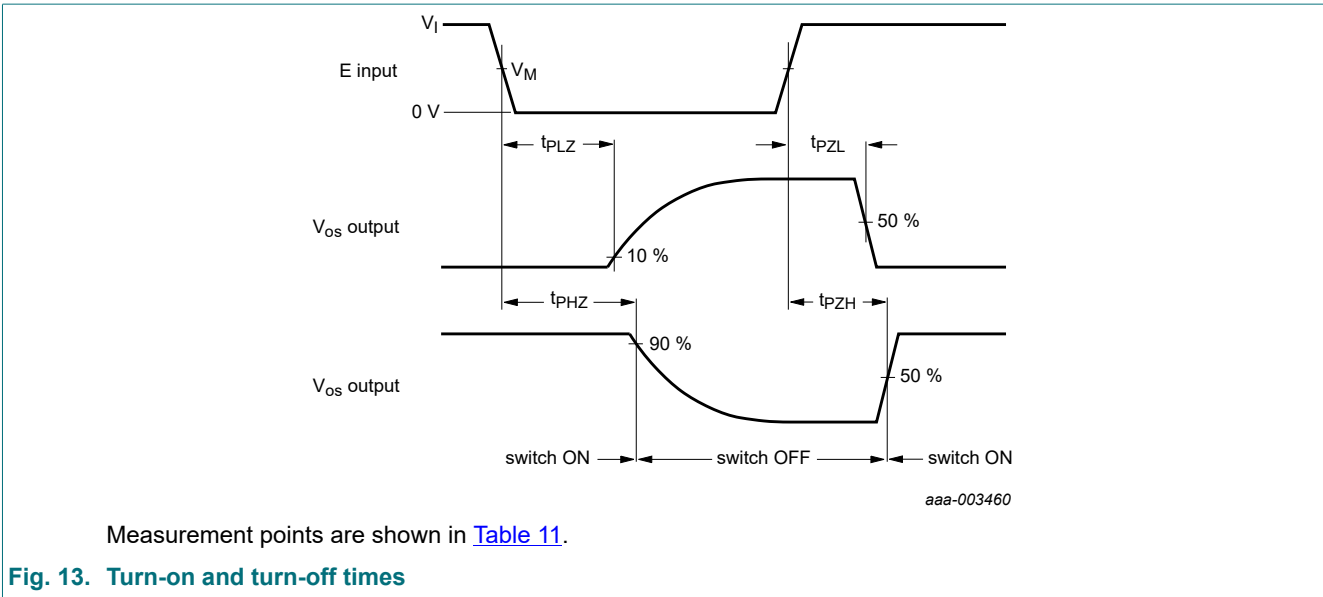 V_I
E input
V_M
0 V
t_PLZ
t_PZL
V_os output
50 %
10 %
t_PHZ
t_PZH
90 %
V_os output
50 %
switch ON
switch OFF
switch ON
aaa-003460
Measurement points are shown in Table 11.
Fig. 13. Turn-on and turn-off times